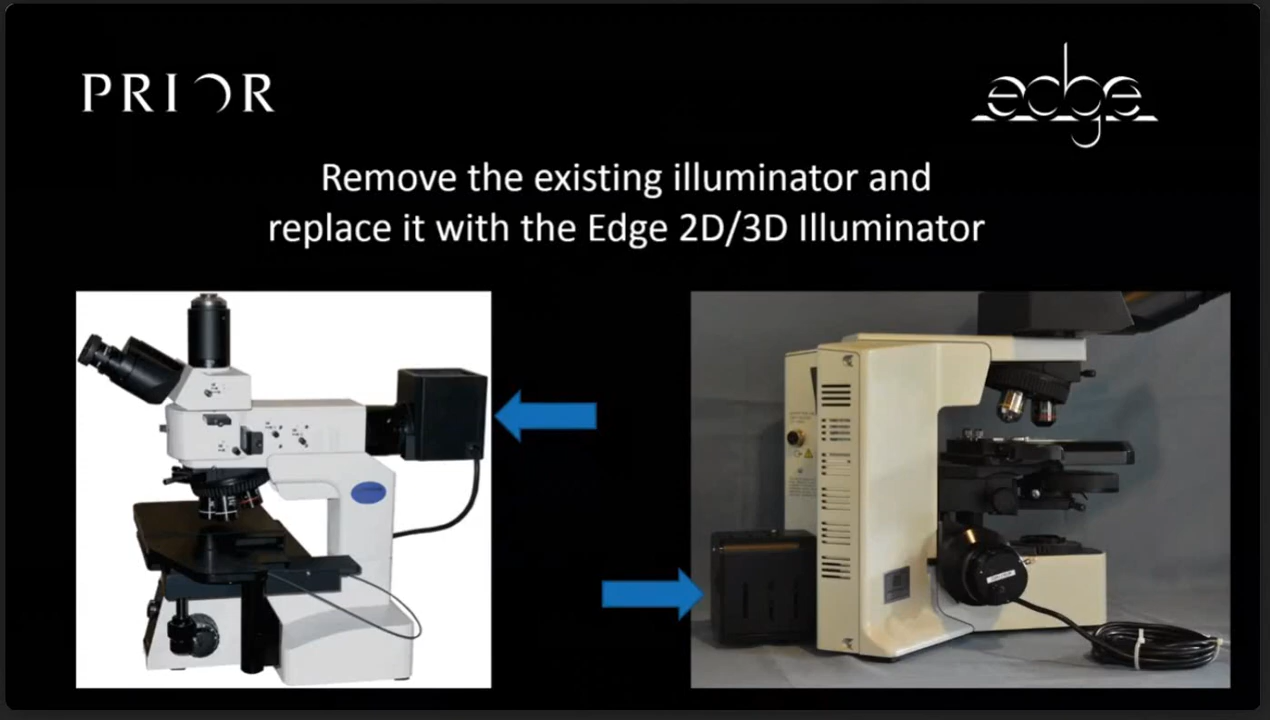 PRIOR
edge
Remove the existing illuminator and
replace it with the Edge 2D/3D Illuminator